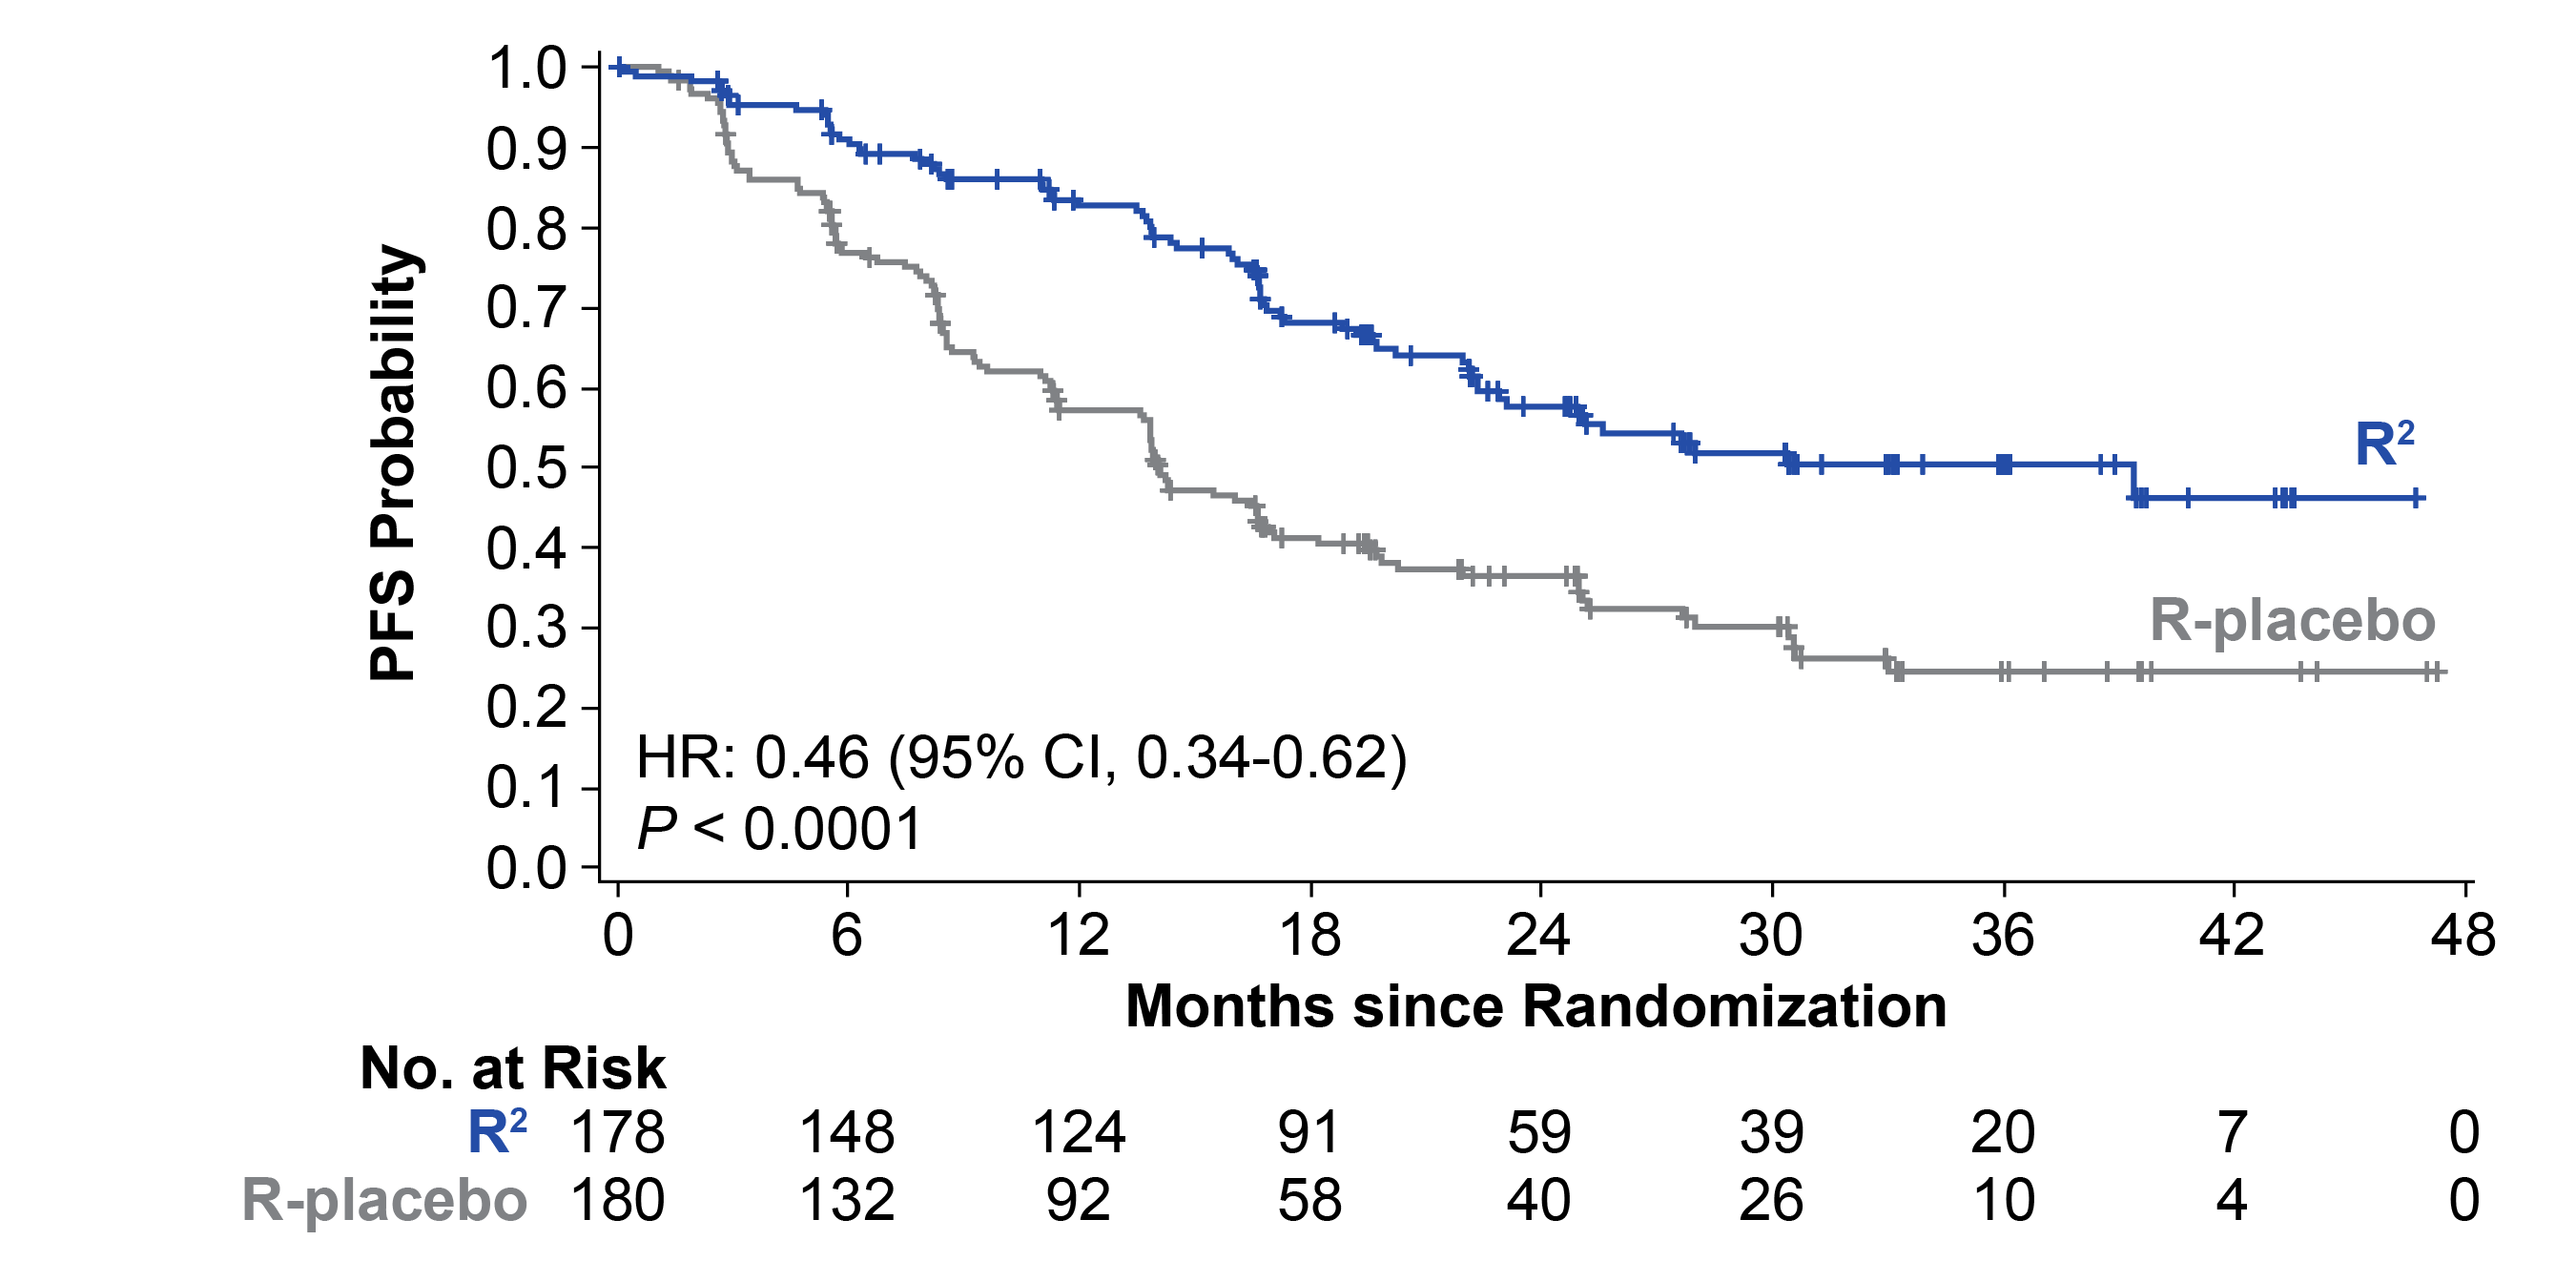 1.0
0.9
0.8
0.7
0.6
0.5
0.4
0.3
0.2
0.1
0.0
PFS Probability
R²
R-placebo
HR: 0.46 (95% CI, 0.34-0.62)
P < 0.0001
0 6 12 18 24 30 36 42 48
Months since Randomization
No. at Risk
R² 178 148 124 91 59 39 20 7 0
R-placebo 180 132 92 58 40 26 10 4 0